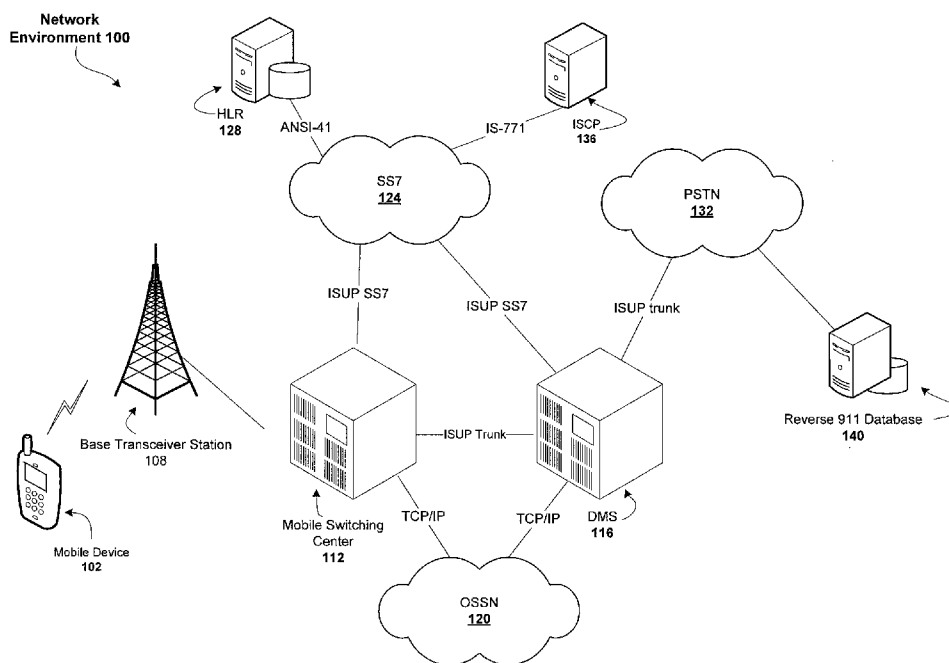 Network
Environment 100
HLR
128
ANSI-41
IS-771
ISCP
136
SS7
124
PSTN
132
ISUP SS7
ISUP SS7
ISUP trunk
Base Transceiver Station
108
ISUP Trunk
Reverse 911 Database
140
Mobile Device
102
Mobile Switching
Center
112
TCP/IP
TCP/IP
DMS
116
OSSN
120